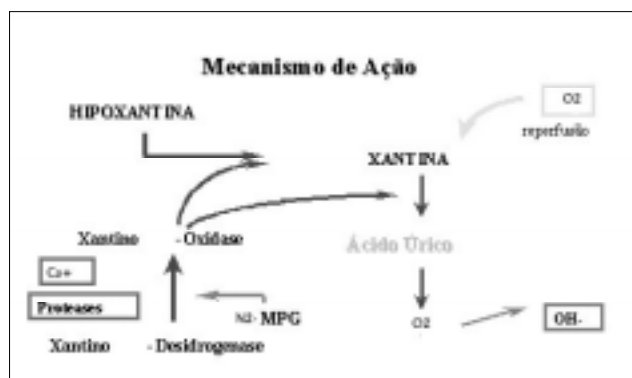 Mecanismo de Ação
HIPOXANTINA
O2
reperfusão
XANTINA
Xantino - Oxidase
Ácido Úrico
Ca+
Proteases
N2- MPG
O2
OH-
Xantino - Desidrogenase